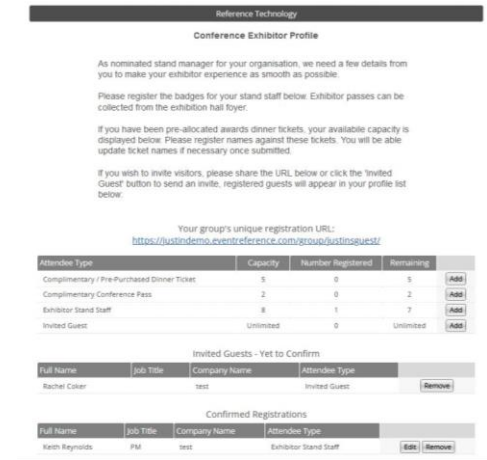 Reference Technology
Conference Exhibitor Profile
As nominated stand manager for your organisation, we need a few details from
you to make your exhibitor experience as smooth as possible.
Please register the badges for your stand staff below. Exhibitor passes can be
collected from the exhibition hall foyer.
If you have been pre-allocated awards dinner tickets, your available capacity is
displayed below. Please register names against these tickets. You will be able
update ticket names if necessary once submitted.
If you wish to invite visitors, please share the URL below or click the 'Invited
Guest' button to send an invite, registered guests will appear in your profile list
below:
Your group's unique registration URL:
https://justindemo.eventreference.com/group/justinsguest/
Attendee Type Capacity Number Registered Remaining
Complimentary / Pre-Purchased Dinner Ticket 5 0 5 Add
Complimentary Conference Pass 2 0 2 Add
Exhibitor Stand Staff 8 1 7 Add
Invited Guest Unlimited 0 Unlimited Add
Invited Guests - Yet to Confirm
Full Name Job Title Company Name Attendee Type
Rachel Coker test Invited Guest Remove
Confirmed Registrations
Full Name Job Title Company Name Attendee Type
Keith Reynolds PM test Exhibitor Stand Staff Edit Remove